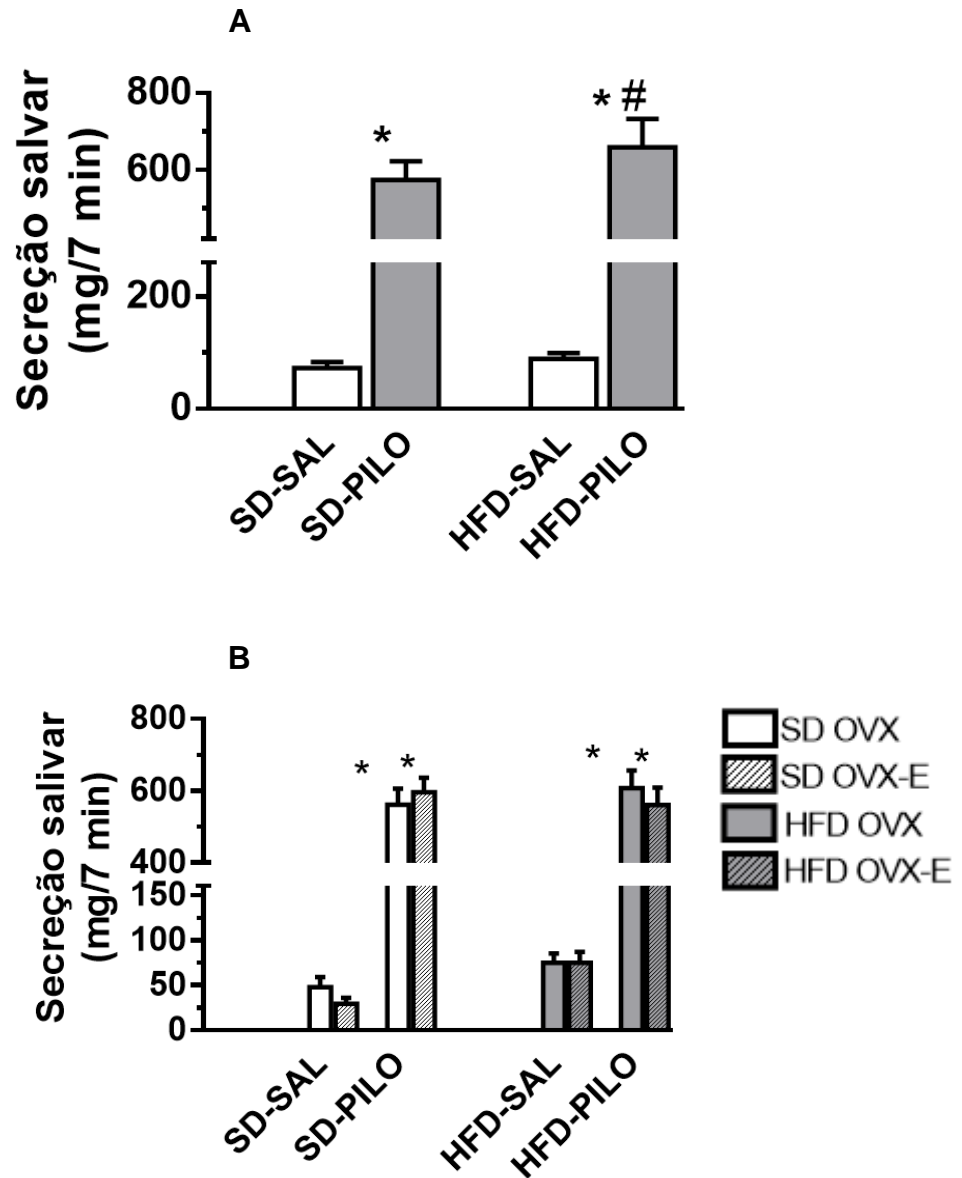 A
Secreção salvar
(mg/7 min)
800
600
200
0
*
* #
SD-SAL
SD-PILO
HFD-SAL
HFD-PILO
B
Secreção salivar
(mg/7 min)
800
600
400
150
100
50
0
* *
* *
SD-SAL
SD-PILO
HFD-SAL
HFD-PILO
SD OVX
SD OVX-E
HFD OVX
HFD OVX-E